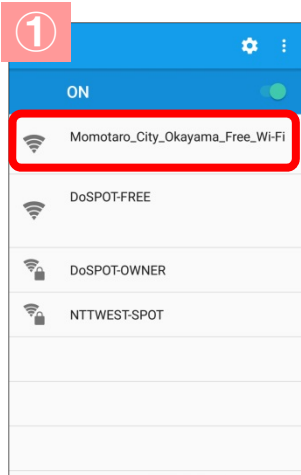 ①
ON
Momotaro_City_Okayama_Free_Wi-Fi
DoSPOT-FREE
DoSPOT-OWNER
NTTWEST-SPOT